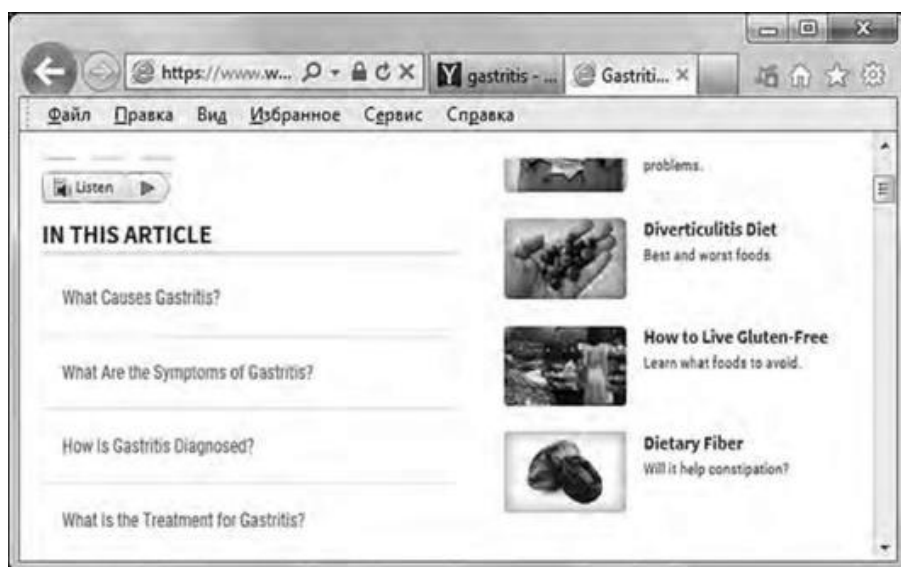 https://www.w...
gastritis - ...
Gastriti...
Файл Правка Вид Избранное Сервис Справка
Listen
IN THIS ARTICLE
What Causes Gastritis?
What Are the Symptoms of Gastritis?
How Is Gastritis Diagnosed?
What Is the Treatment for Gastritis?
problems.
Diverticulitis Diet
Best and worst foods.
How to Live Gluten-Free
Learn what foods to avoid.
Dietary Fiber
Will it help constipation?